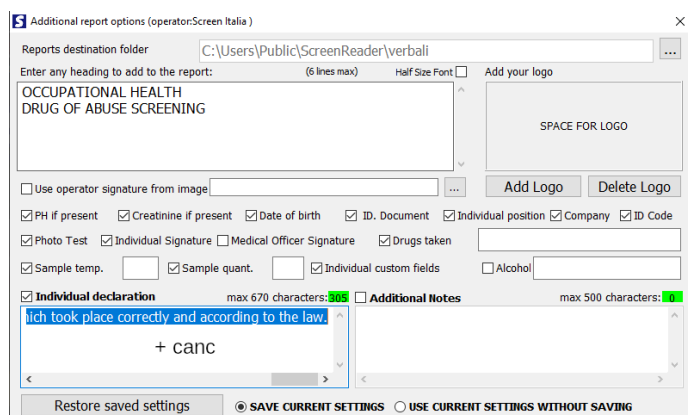 S Additional report options (operator:Screen Italia )
Reports destination folder C:\Users\Public\ScreenReader\verbali ...
Enter any heading to add to the report: (6 lines max) Half Size Font Add your logo
OCCUPATIONAL HEALTH
DRUG OF ABUSE SCREENING
SPACE FOR LOGO
Use operator signature from image ... Add Logo Delete Logo
PH if present Creatinine if present Date of birth ID. Document Individual position Company ID Code
Photo Test Individual Signature Medical Officer Signature Drugs taken
Sample temp. Sample quant. Individual custom fields Alcohol
Individual declaration max 670 characters: 305 Additional Notes max 500 characters: 0
hich took place correctly and according to the law.
+ canc
Restore saved settings SAVE CURRENT SETTINGS USE CURRENT SETTINGS WITHOUT SAVING